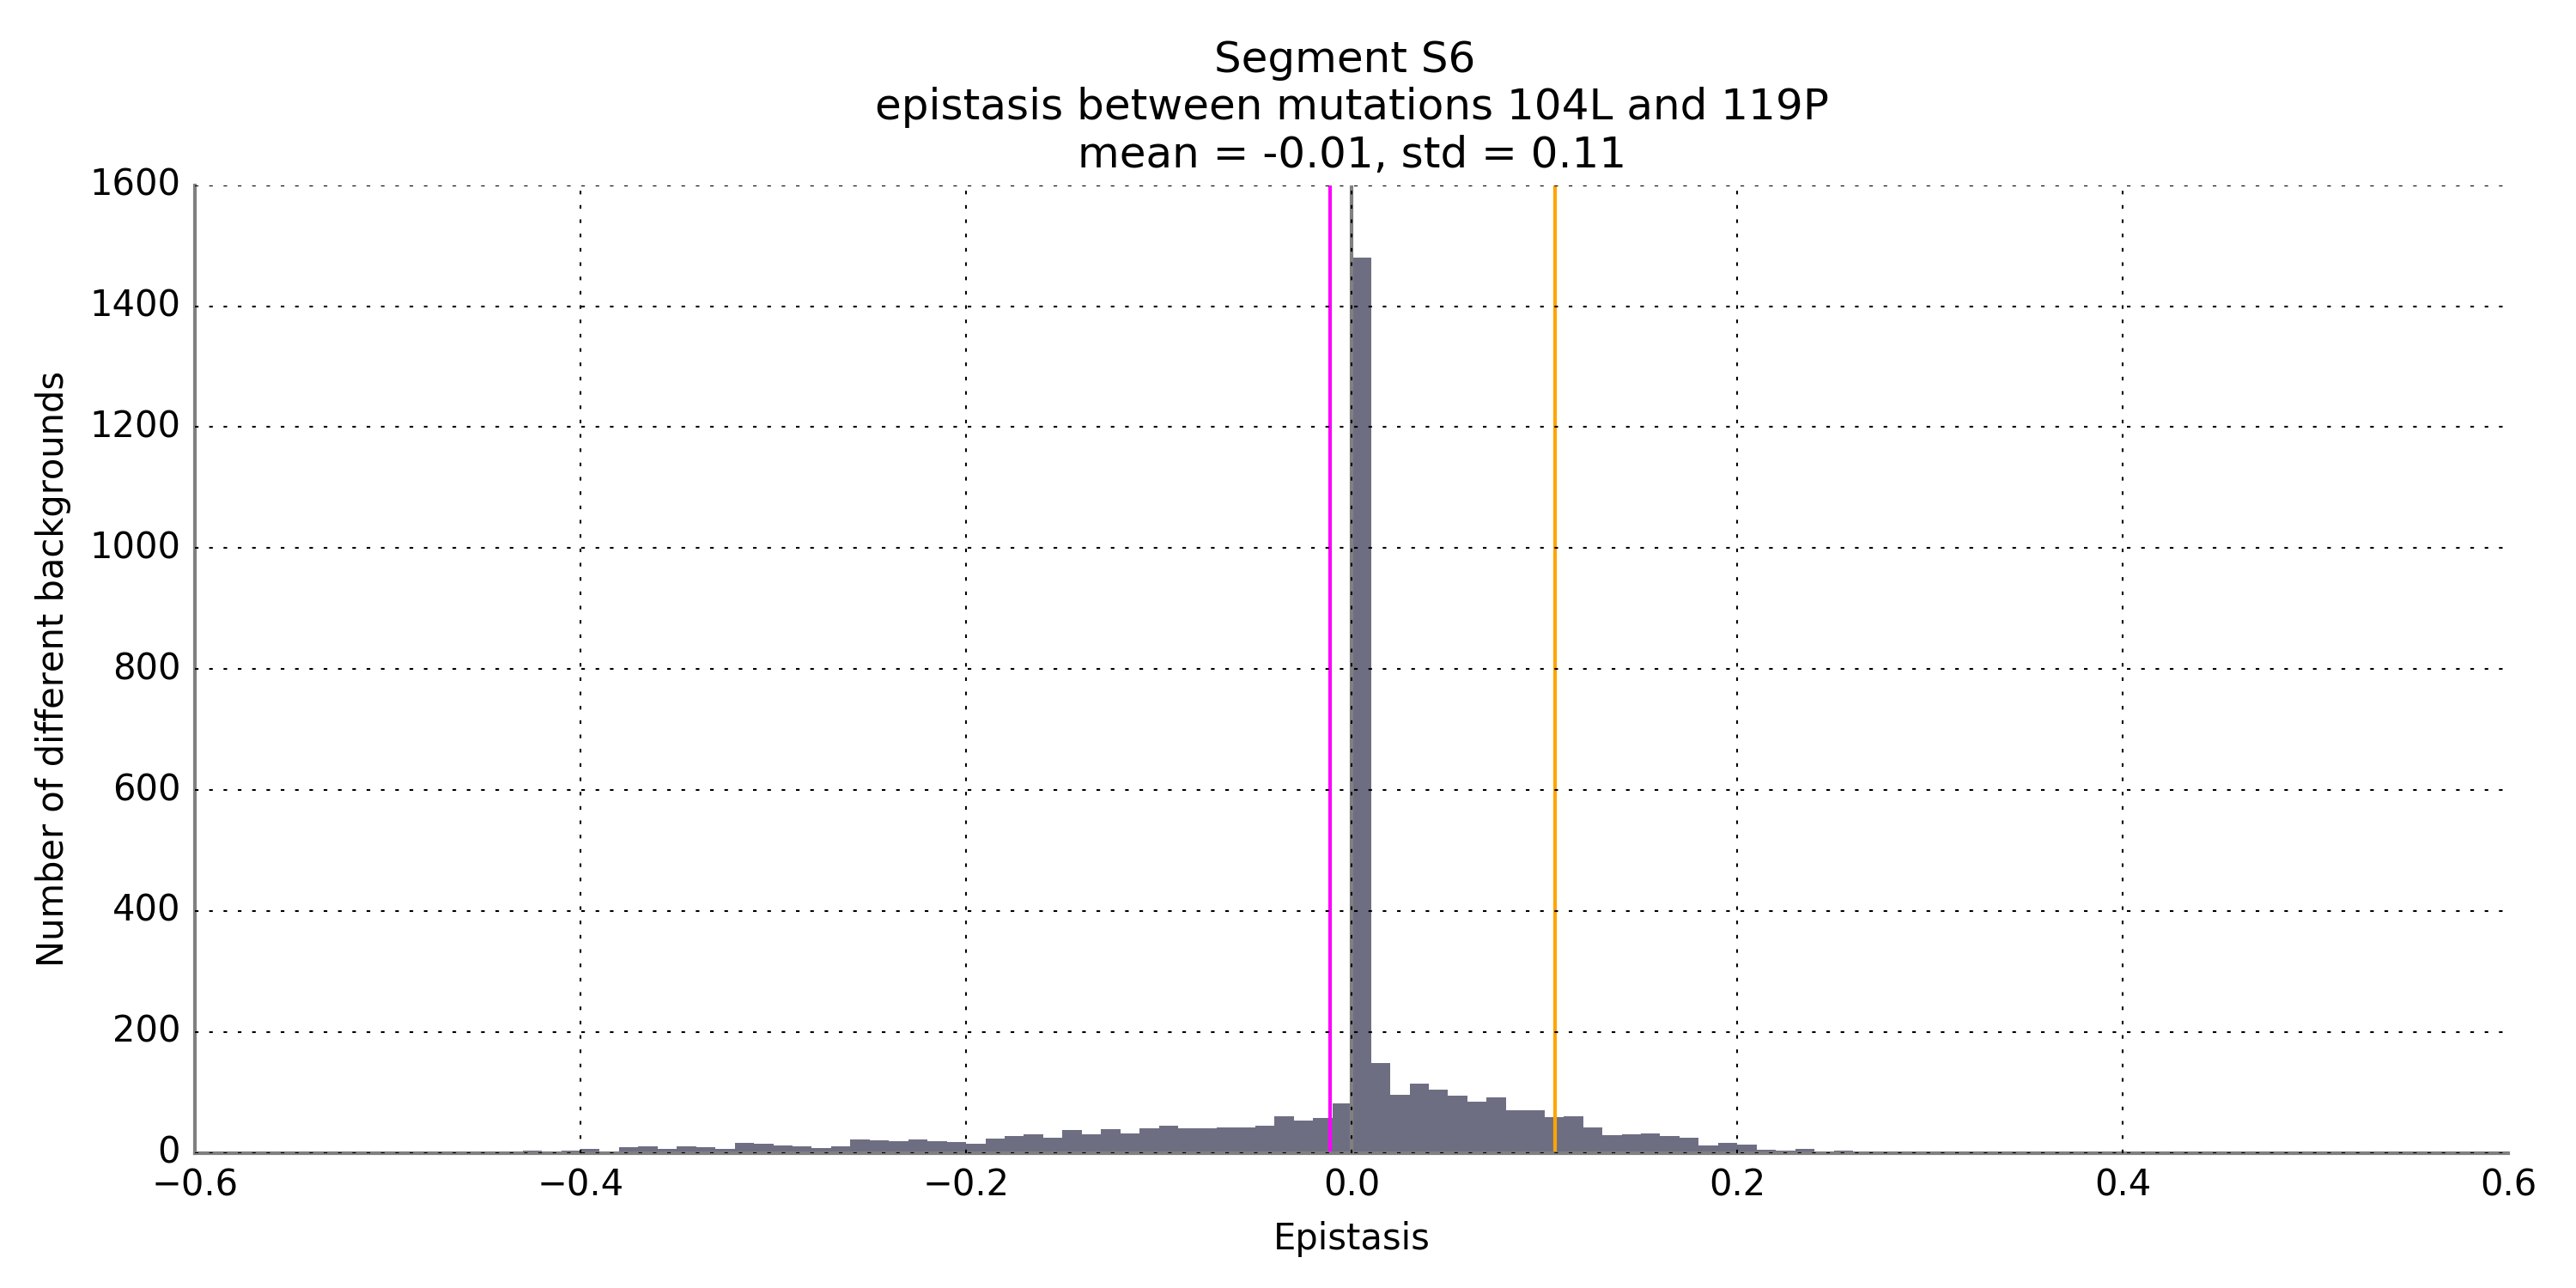 Segment S6
epistasis between mutations 104L and 119P
mean = -0.01, std = 0.11
1600
1400
1200
1000
800
600
400
200
0
Number of different backgrounds
−0.6 −0.4 −0.2 0.0 0.2 0.4 0.6
Epistasis